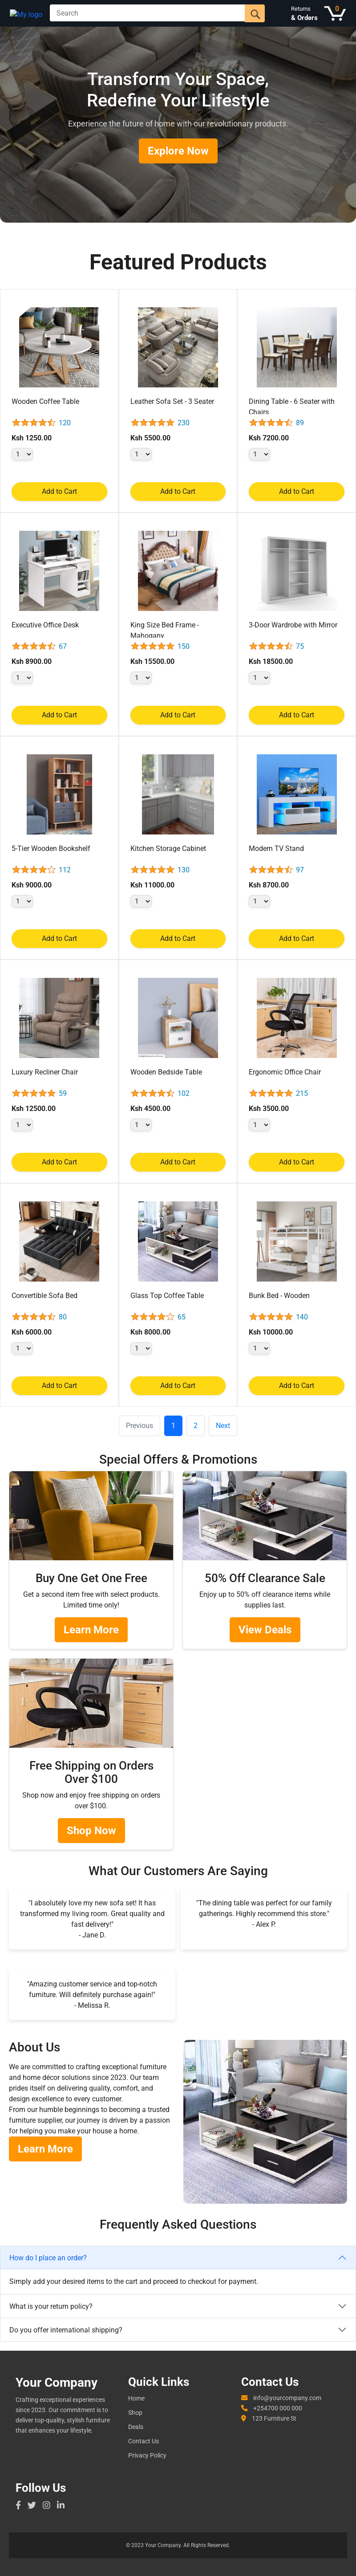 My logo
Search
Returns
& Orders
0
Transform Your Space,
Redefine Your Lifestyle
Experience the future of home with our revolutionary products.
Explore Now
Featured Products
Wooden Coffee Table
120
Ksh 1250.00
1
Add to Cart
Leather Sofa Set - 3 Seater
230
Ksh 5500.00
1
Add to Cart
Dining Table - 6 Seater with
Chairs
89
Ksh 7200.00
1
Add to Cart
Executive Office Desk
67
Ksh 8900.00
1
Add to Cart
King Size Bed Frame -
Mahogany
150
Ksh 15500.00
1
Add to Cart
3-Door Wardrobe with Mirror
75
Ksh 18500.00
1
Add to Cart
5-Tier Wooden Bookshelf
112
Ksh 9000.00
1
Add to Cart
Kitchen Storage Cabinet
130
Ksh 11000.00
1
Add to Cart
Modern TV Stand
97
Ksh 8700.00
1
Add to Cart
Luxury Recliner Chair
59
Ksh 12500.00
1
Add to Cart
Wooden Bedside Table
102
Ksh 4500.00
1
Add to Cart
Ergonomic Office Chair
215
Ksh 3500.00
1
Add to Cart
Convertible Sofa Bed
80
Ksh 6000.00
1
Add to Cart
Glass Top Coffee Table
65
Ksh 8000.00
1
Add to Cart
Bunk Bed - Wooden
140
Ksh 10000.00
1
Add to Cart
Previous
1
2
Next
Special Offers & Promotions
Buy One Get One Free
Get a second item free with select products.
Limited time only!
Learn More
50% Off Clearance Sale
Enjoy up to 50% off clearance items while
supplies last.
View Deals
Free Shipping on Orders
Over $100
Shop now and enjoy free shipping on orders
over $100.
Shop Now
What Our Customers Are Saying
"I absolutely love my new sofa set! It has
transformed my living room. Great quality and
fast delivery!"
- Jane D.
"The dining table was perfect for our family
gatherings. Highly recommend this store."
- Alex P.
"Amazing customer service and top-notch
furniture. Will definitely purchase again!"
- Melissa R.
About Us
We are committed to crafting exceptional furniture
and home décor solutions since 2023. Our team
prides itself on delivering quality, comfort, and
design excellence to every customer.
From our humble beginnings to becoming a trusted
furniture supplier, our journey is driven by a passion
for helping you make your house a home.
Learn More
Frequently Asked Questions
How do I place an order?
Simply add your desired items to the cart and proceed to checkout for payment.
What is your return policy?
Do you offer international shipping?
Your Company
Crafting exceptional experiences
since 2023. Our commitment is to
deliver top-quality, stylish furniture
that enhances your lifestyle.
Quick Links
Home
Shop
Deals
Contact Us
Privacy Policy
Contact Us
info@yourcompany.com
+254700 000 000
123 Furniture St
Follow Us
© 2023 Your Company. All Rights Reserved.